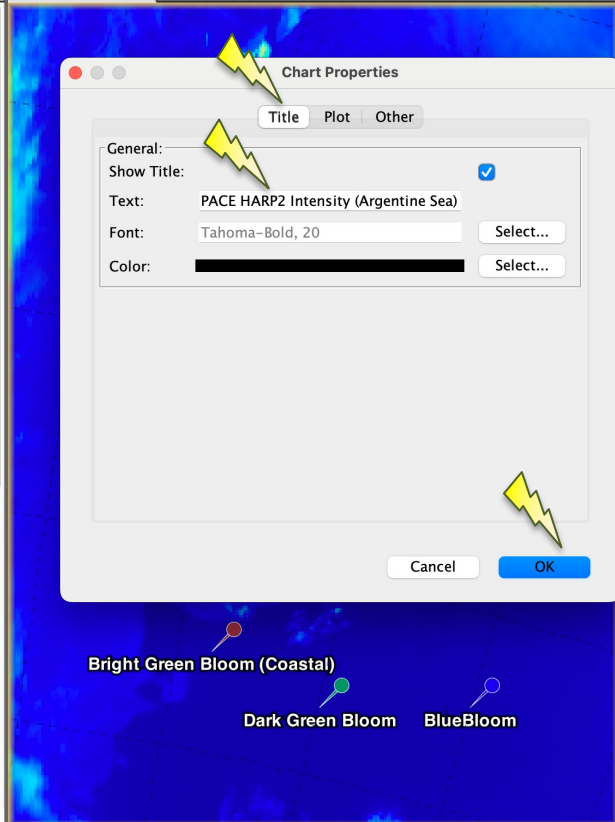 Chart Properties
Title Plot Other
General:
Show Title:
Text: PACE HARP2 Intensity (Argentine Sea)
Font: Tahoma-Bold, 20 Select...
Color: Select...
Cancel OK
Bright Green Bloom (Coastal)
Dark Green Bloom BlueBloom